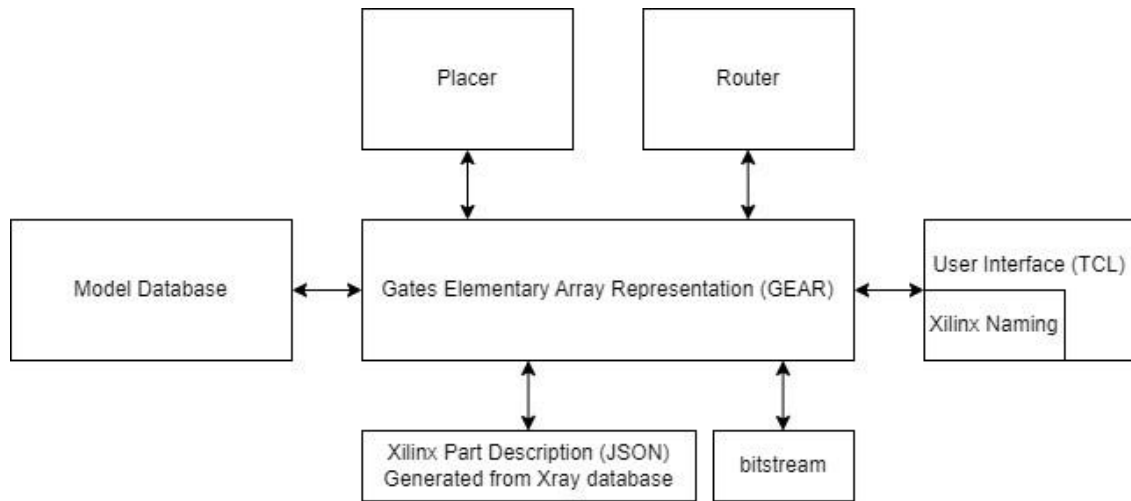 Placer
Router
Model Database
Gates Elementary Array Representation (GEAR)
User Interface (TCL)
Xilinx Naming
Xilinx Part Description (JSON)
Generated from Xray database
bitstream